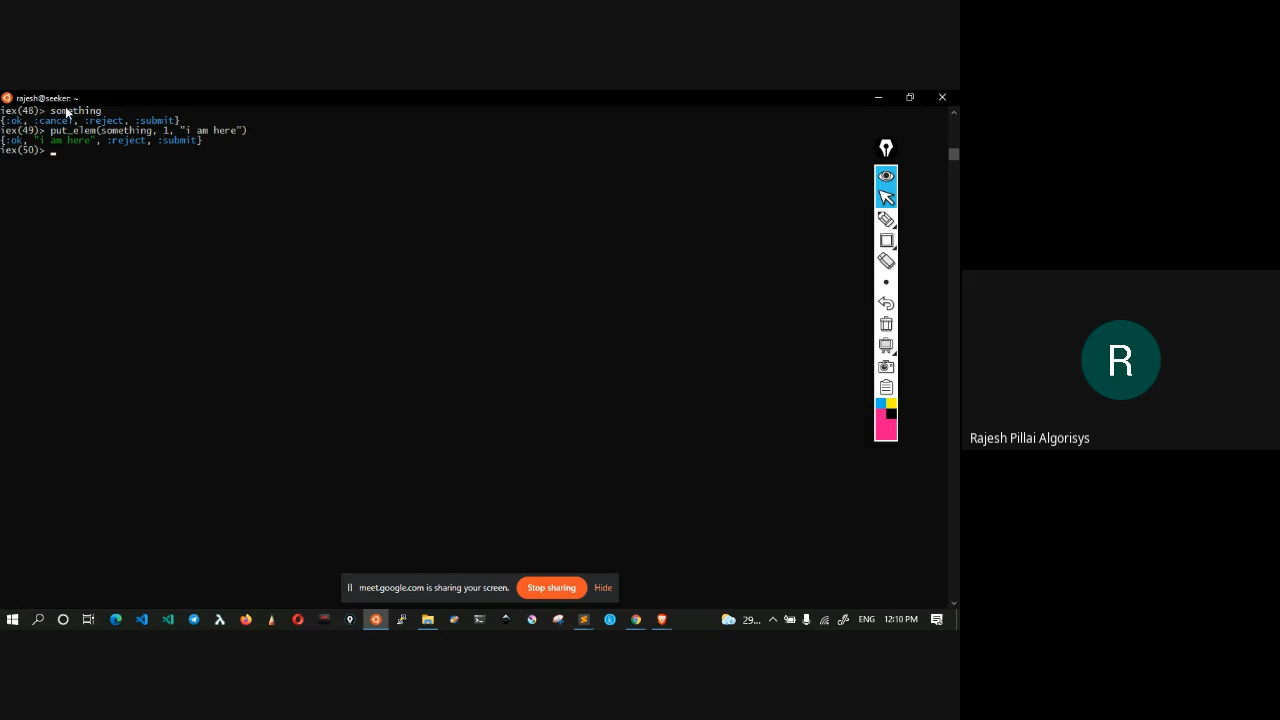 rajesh@seeker: ~
iex(48)> something
{:ok, :cancel, :reject, :submit}
iex(49)> put_elem(something, 1, "i am here")
{:ok, "i am here", :reject, :submit}
iex(50)>
R
Rajesh Pillai Algorisys
meet.google.com is sharing your screen. Stop sharing Hide
29... ENG 12:10 PM